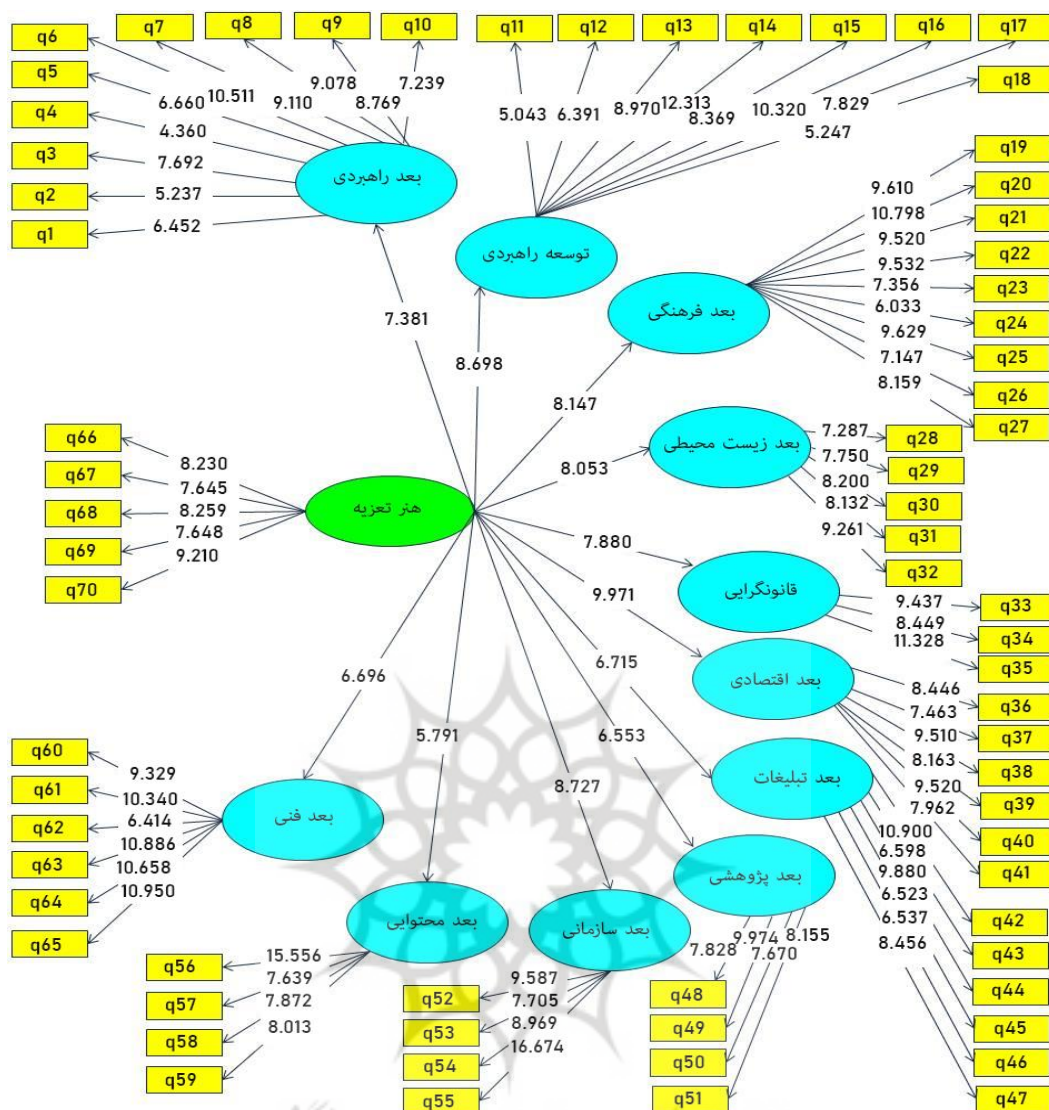 q6
q7
q8
q9
q10
q11
q12
q13
q14
q15
q16
q17
q18
q5
q4
q3
q2
q1
6.660
10.511
9.110
9.078
8.769
7.239
4.360
7.692
5.237
6.452
بعد راهبردی
5.043
6.391
8.970
12.313
8.369
10.320
7.829
5.247
توسعه راهبردی
q19
q20
q21
q22
q23
q24
q25
q26
q27
9.610
10.798
9.520
9.532
7.356
6.033
9.629
7.147
8.159
بعد فرهنگی
7.381
8.698
8.147
8.053
بعد زیست محیطی
7.287
7.750
8.200
8.132
9.261
q28
q29
q30
q31
q32
q66
q67
q68
q69
q70
8.230
7.645
8.259
7.648
9.210
هنر تعزیه
7.880
قانونگرایی
9.437
8.449
11.328
q33
q34
q35
9.971
بعد اقتصادی
8.446
7.463
9.510
8.163
9.520
7.962
q36
q37
q38
q39
q40
q41
6.715
بعد تبلیغات
10.900
6.598
9.880
6.523
6.537
8.456
q42
q43
q44
q45
q46
q47
6.553
بعد پژوهشی
7.828
9.974
7.670
8.155
q48
q49
q50
q51
8.727
بعد سازمانی
9.587
7.705
8.969
16.674
q52
q53
q54
q55
5.791
بعد محتوایی
15.556
7.639
7.872
8.013
q56
q57
q58
q59
6.696
بعد فنی
9.329
10.340
6.414
10.886
10.658
10.950
q60
q61
q62
q63
q64
q65